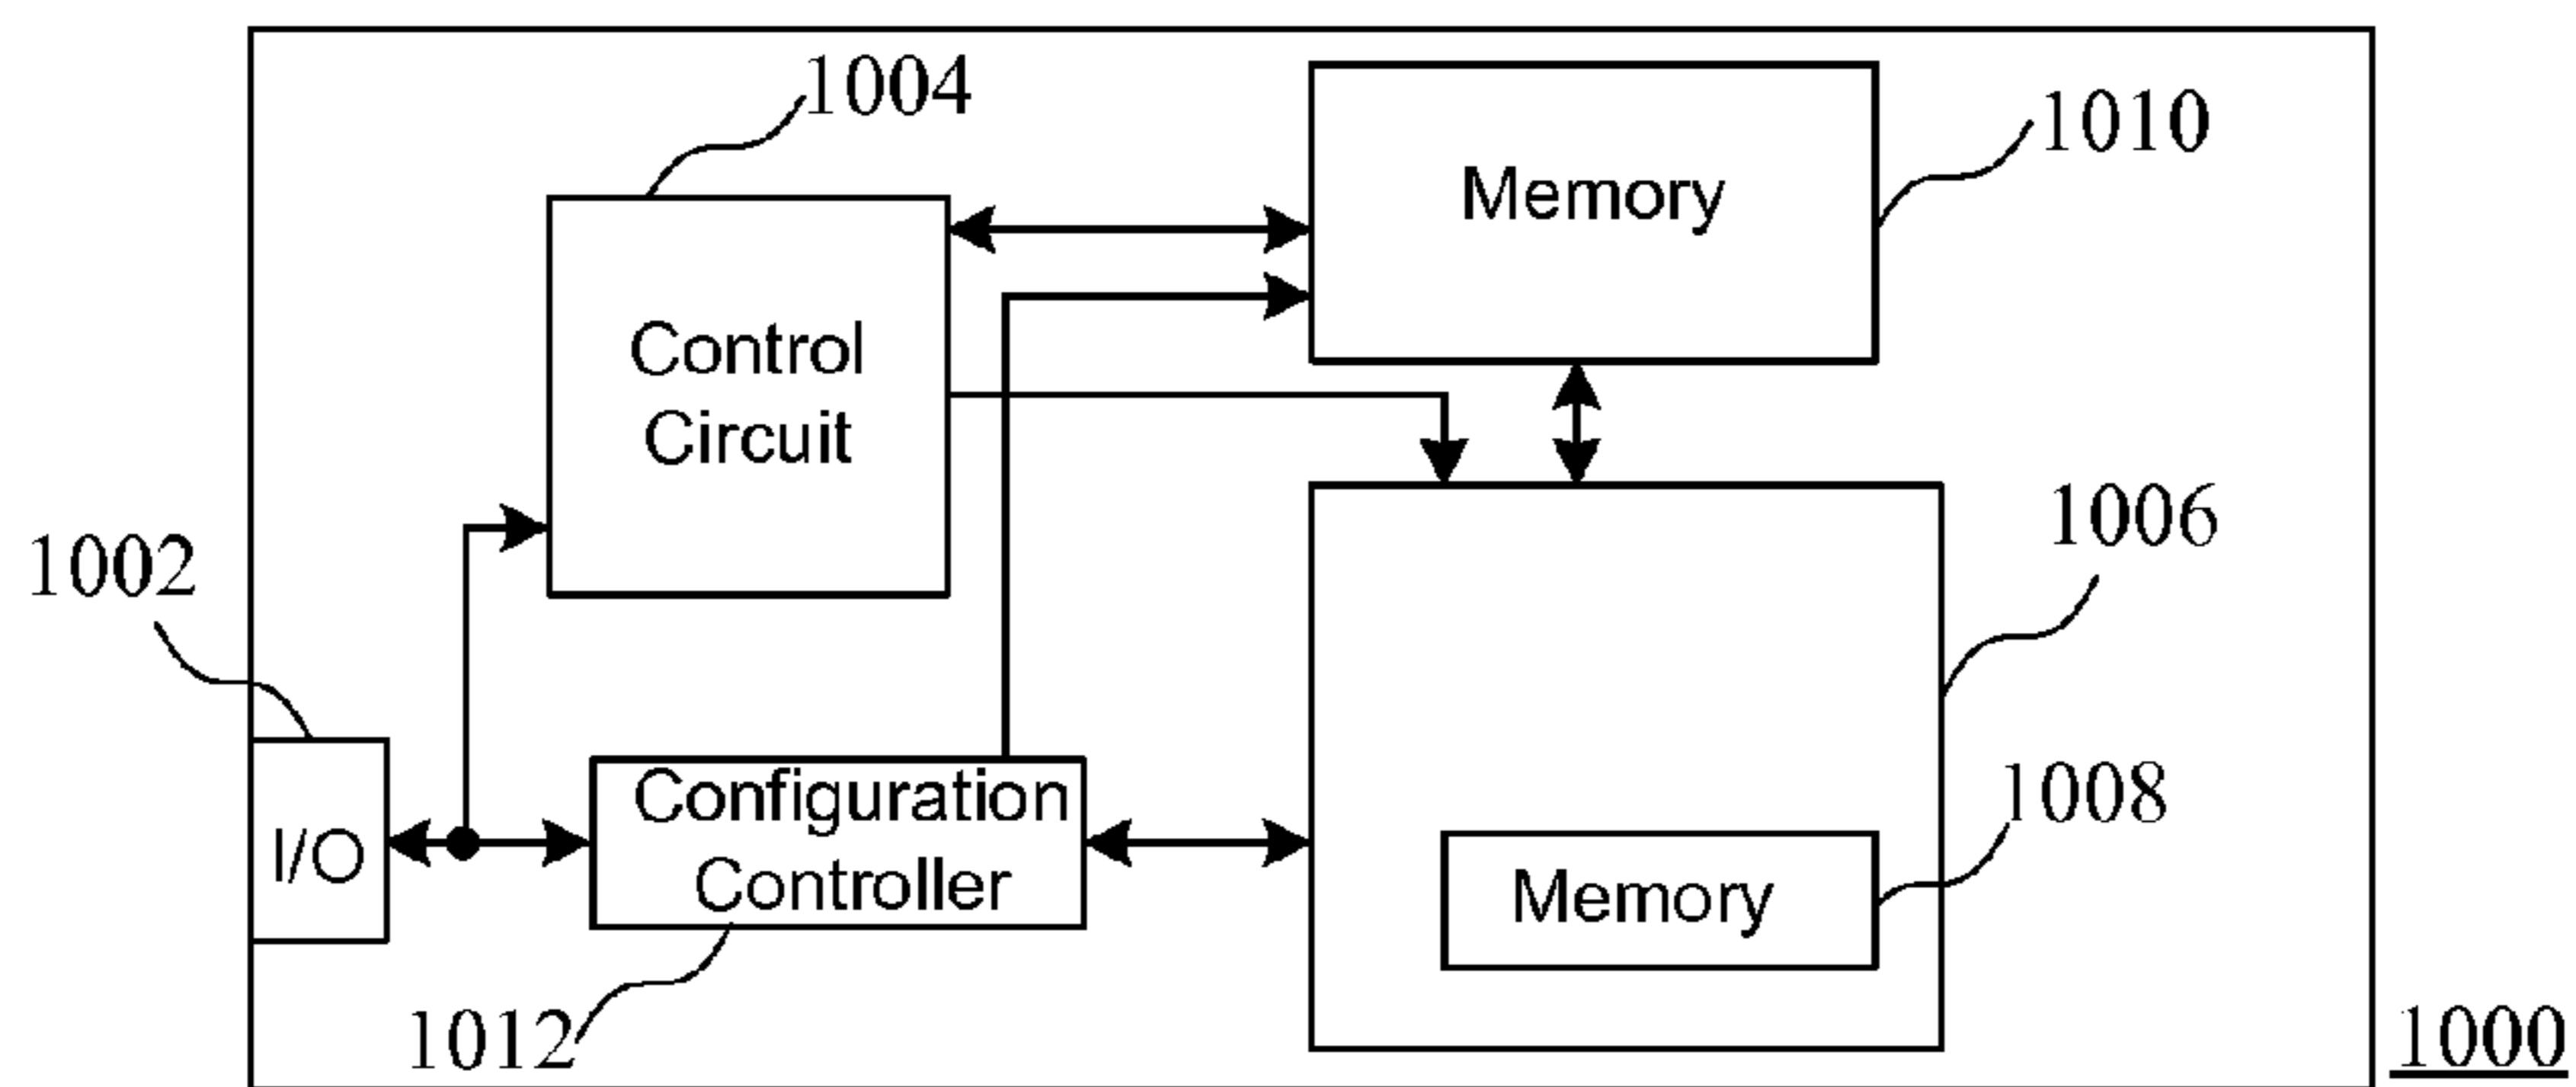 1004
Memory
1010
Control
Circuit
1002
1006
I/O
Configuration
Controller
1008
Memory
1012
1000